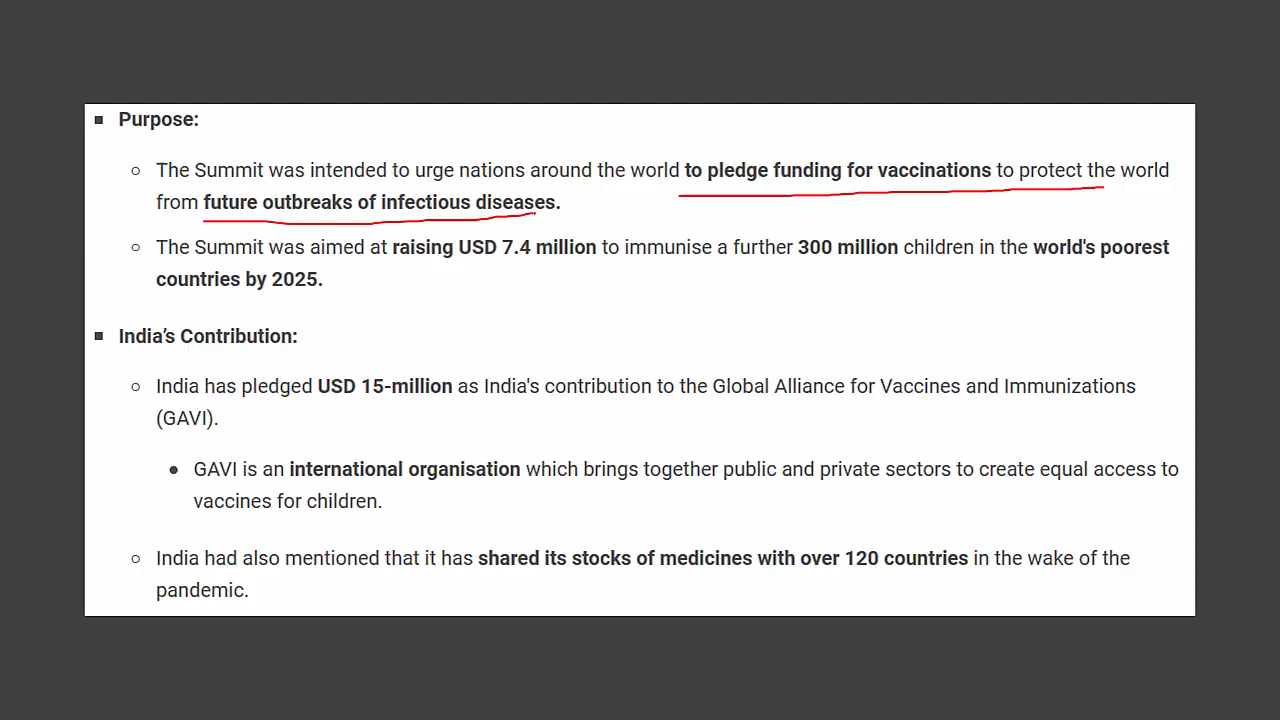 Purpose:
The Summit was intended to urge nations around the world to pledge funding for vaccinations to protect the world
from future outbreaks of infectious diseases.
The Summit was aimed at raising USD 7.4 million to immunise a further 300 million children in the world's poorest
countries by 2025.
India’s Contribution:
India has pledged USD 15-million as India's contribution to the Global Alliance for Vaccines and Immunizations
(GAVI).
GAVI is an international organisation which brings together public and private sectors to create equal access to
vaccines for children.
India had also mentioned that it has shared its stocks of medicines with over 120 countries in the wake of the
pandemic.